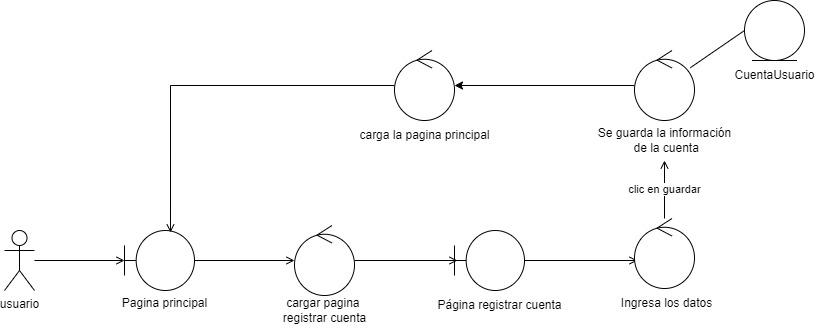 CuentaUsuario
carga la pagina principal
Se guarda la información
de la cuenta
clic en guardar
usuario
Pagina principal
cargar pagina
registrar cuenta
Página registrar cuenta
Ingresa los datos